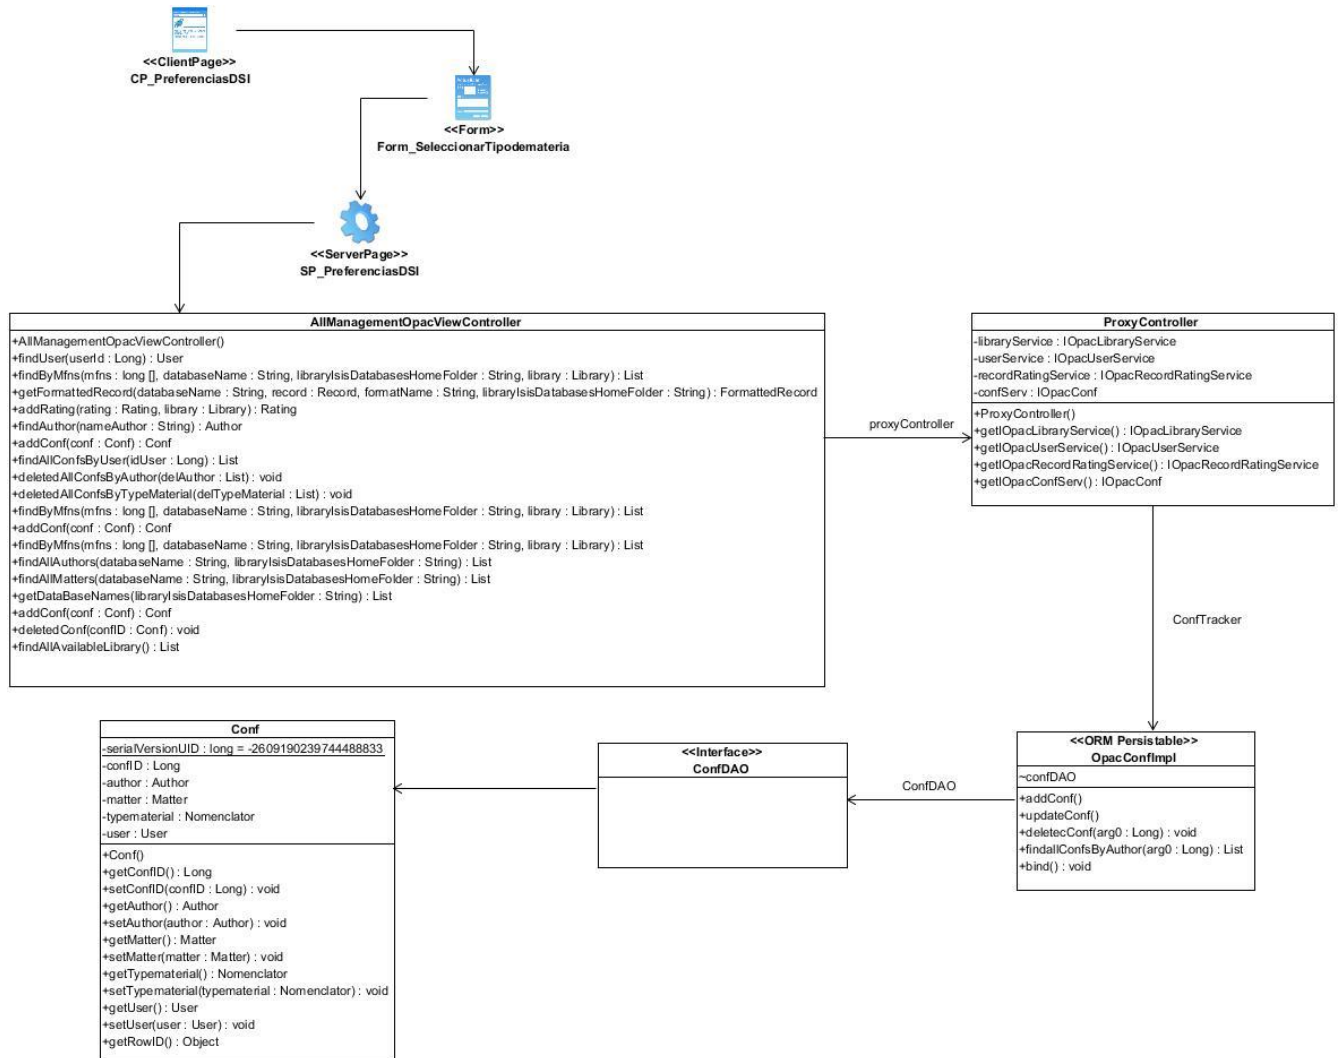 <<ClientPage>>
CP_PreferenciasDSI
<<Form>>
Form_SeleccionarTipodemateria
<<ServerPage>>
SP_PreferenciasDSI
AllManagementOpacViewController
+AllManagementOpacViewController()
+findUser(userId : Long) : User
+findByMfns(mfns : long [], databaseName : String, libraryIsisDatabasesHomeFolder : String, library : Library) : List
+getFormattedRecord(databaseName : String, record : Record, formatName : String, libraryIsisDatabasesHomeFolder : String) : FormattedRecord
+addRating(rating : Rating, library : Library) : Rating
+findAuthor(nameAuthor : String) : Author
+addConf(conf : Conf) : Conf
+findAllConfsByUser(idUser : Long) : List
+deletedAllConfsByAuthor(delAuthor : List) : void
+deletedAllConfsByTypeMaterial(delTypeMaterial : List) : void
+findByMfns(mfns : long [], databaseName : String, libraryIsisDatabasesHomeFolder : String, library : Library) : List
+addConf(conf : Conf) : Conf
+findByMfns(mfns : long [], databaseName : String, libraryIsisDatabasesHomeFolder : String, library : Library) : List
+findAllAuthors(databaseName : String, libraryIsisDatabasesHomeFolder : String) : List
+findAllMatters(databaseName : String, libraryIsisDatabasesHomeFolder : String) : List
+getDataBaseNames(libraryIsisDatabasesHomeFolder : String) : List
+addConf(conf : Conf) : Conf
+deletedConf(confID : Conf) : void
+findAllAvailableLibrary() : List
proxyController
ProxyController
-libraryService : IOpacLibraryService
-userService : IOpacUserService
-recordRatingService : IOpacRecordRatingService
-confServ : IOpacConf
+ProxyController()
+getIOpacLibraryService() : IOpacLibraryService
+getIOpacUserService() : IOpacUserService
+getIOpacRecordRatingService() : IOpacRecordRatingService
+getIOpacConfServ() : IOpacConf
ConfTracker
Conf
-serialVersionUID : long = -2609190239744488833
-confID : Long
-author : Author
-matter : Matter
-typematerial : Nomenclator
-user : User
+Conf()
+getConfID() : Long
+setConfID(confID : Long) : void
+getAuthor() : Author
+setAuthor(author : Author) : void
+getMatter() : Matter
+setMatter(matter : Matter) : void
+getTypematerial() : Nomenclator
+setTypematerial(typematerial : Nomenclator) : void
+getUser() : User
+setUser(user : User) : void
+getRowID() : Object
<<Interface>>
ConfDAO
ConfDAO
<<ORM Persistable>>
OpacConfImpl
~confDAO
+addConf()
+updateConf()
+deletecConf(arg0 : Long) : void
+findallConfsByAuthor(arg0 : Long) : List
+bind() : void